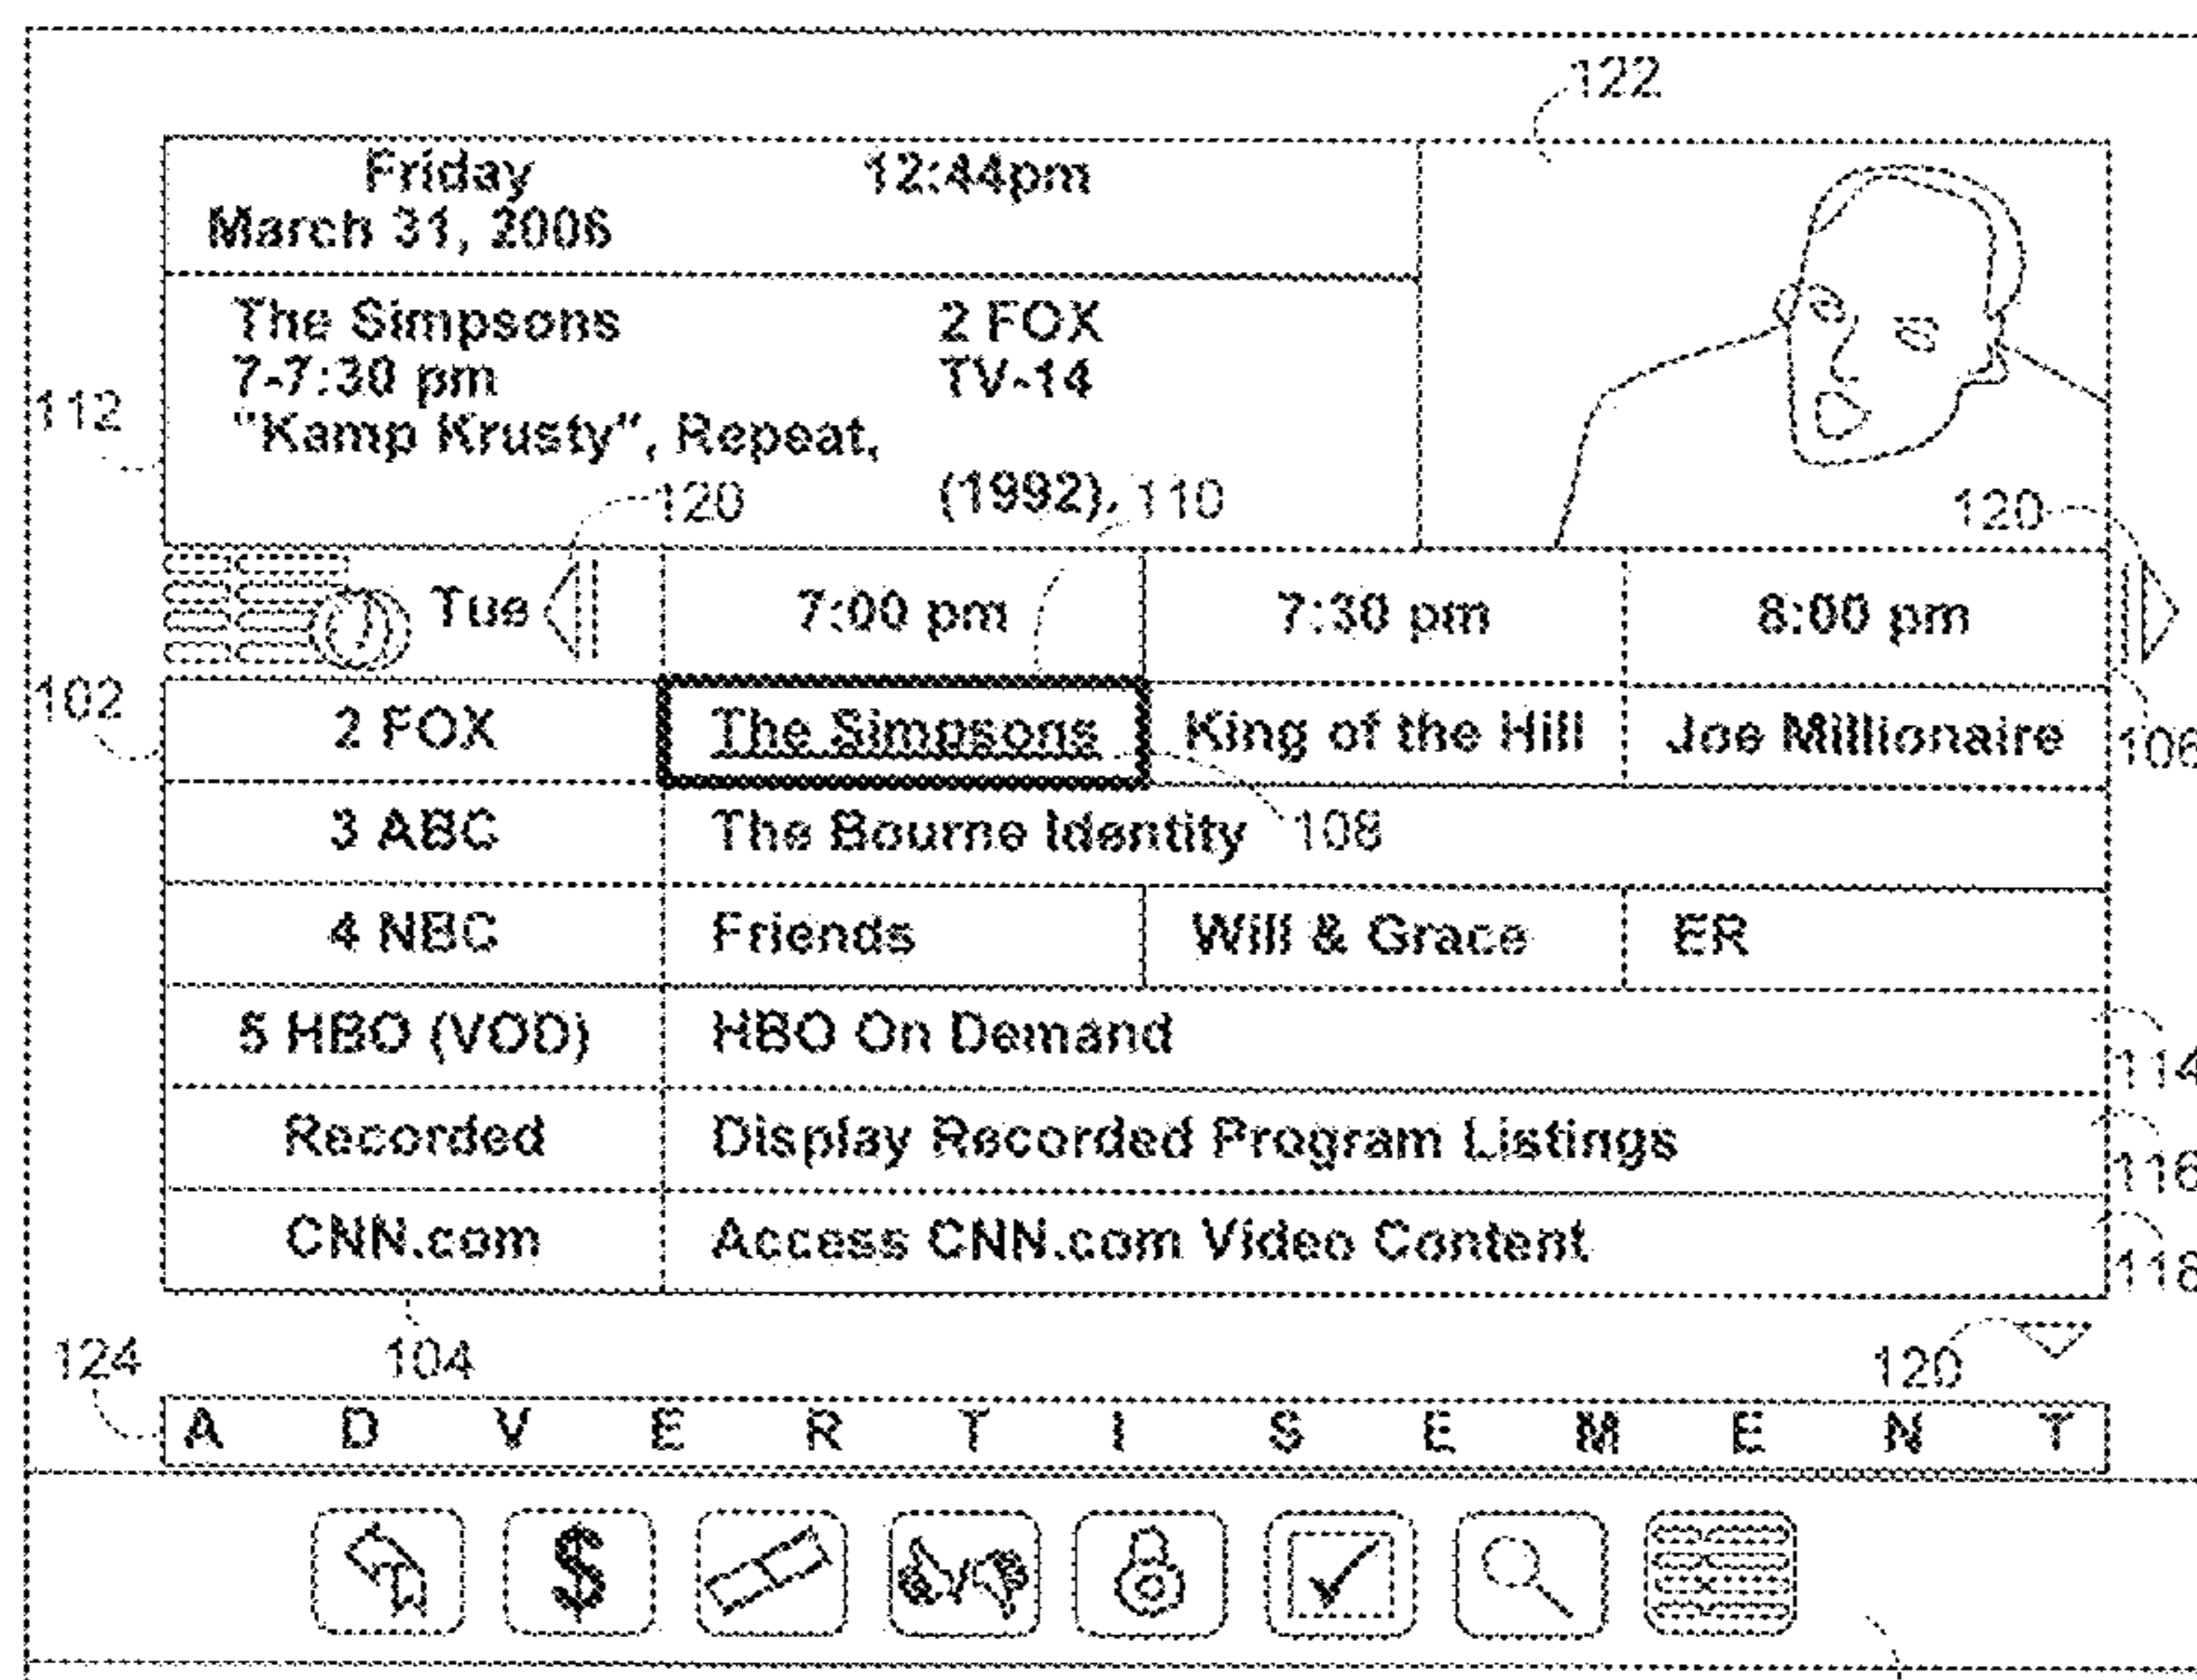 122
Friday 12:44pm
March 31, 2006
The Simpsons 2 FOX
7-7:30 pm TV-14
112
"Kamp Krusty", Repeat,
120 (1992), 110 120
Tue 7:00 pm 7:30 pm 8:00 pm
102
2 FOX The Simpsons King of the Hill Joe Millionaire 106
3 ABC The Bourne Identity 108
4 NBC Friends Will & Grace ER
5 HBO (VOD) HBO On Demand
114
Recorded Display Recorded Program Listings
116
CNN.com Access CNN.com Video Content
118
124 104 120
A D V E R T I S E M E N T
$